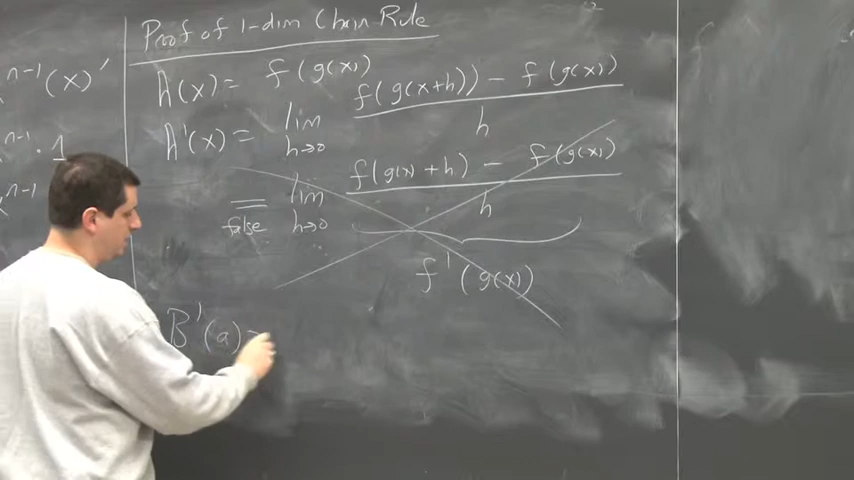 n-1 (x)'
n-1 . 1
n-1
Proof of 1-dim Chain Rule
h(x) = f(g(x))
h'(x) = lim h→0 f(g(x+h)) - f(g(x)) / h
= false lim h→0 f(g(x)+h) - f(g(x)) / h
f'(g(x))
B'(a) =